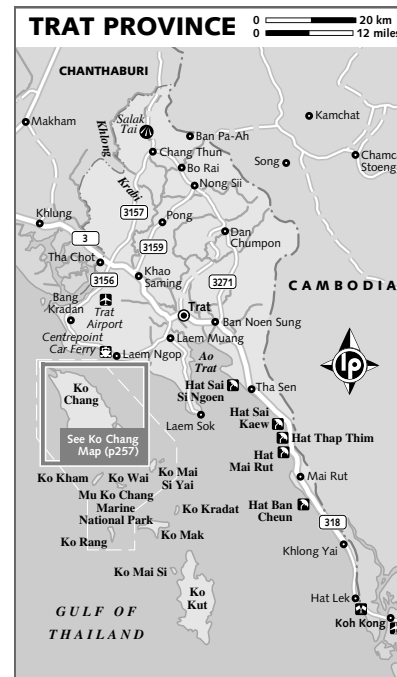 TRAT PROVINCE
0 20 km
0 12 miles
CHANTHABURI
Makham
Khlong
Salak
Tai
Ban Pa-Ah
Kamchat
Chang Thun
Song
Chamca
Stoeng
Bo Rai
Krabi
Nong Sii
3157
Khlung
Pong
3
3159
Dan
Chumpon
Tha Chot
Khao
Saming
3156
3271
CAMBODIA
Bang
Kradan
Trat
Airport
Trat
Ban Noen Sung
Centrepoint
Car Ferry
Laem Muang
Laem Ngop
Ao
Trat
lp
Ko
Chang
Hat Sai
Si Ngoen
Tha Sen
See Ko Chang
Map (p257)
Laem Sok
Hat Sai
Kaew
Hat Thap Thim
Hat
Mai Rut
Ko Kham
Ko Wai
Ko Mai
Si Yai
Mai Rut
Mu Ko Chang
Marine
National Park
Ko Kradat
Hat Ban
Cheun
318
Ko Rang
Ko Mak
Khlong Yai
Ko Mai Si
Ko
Kut
Hat Lek
GULF OF
THAILAND
Koh Kong